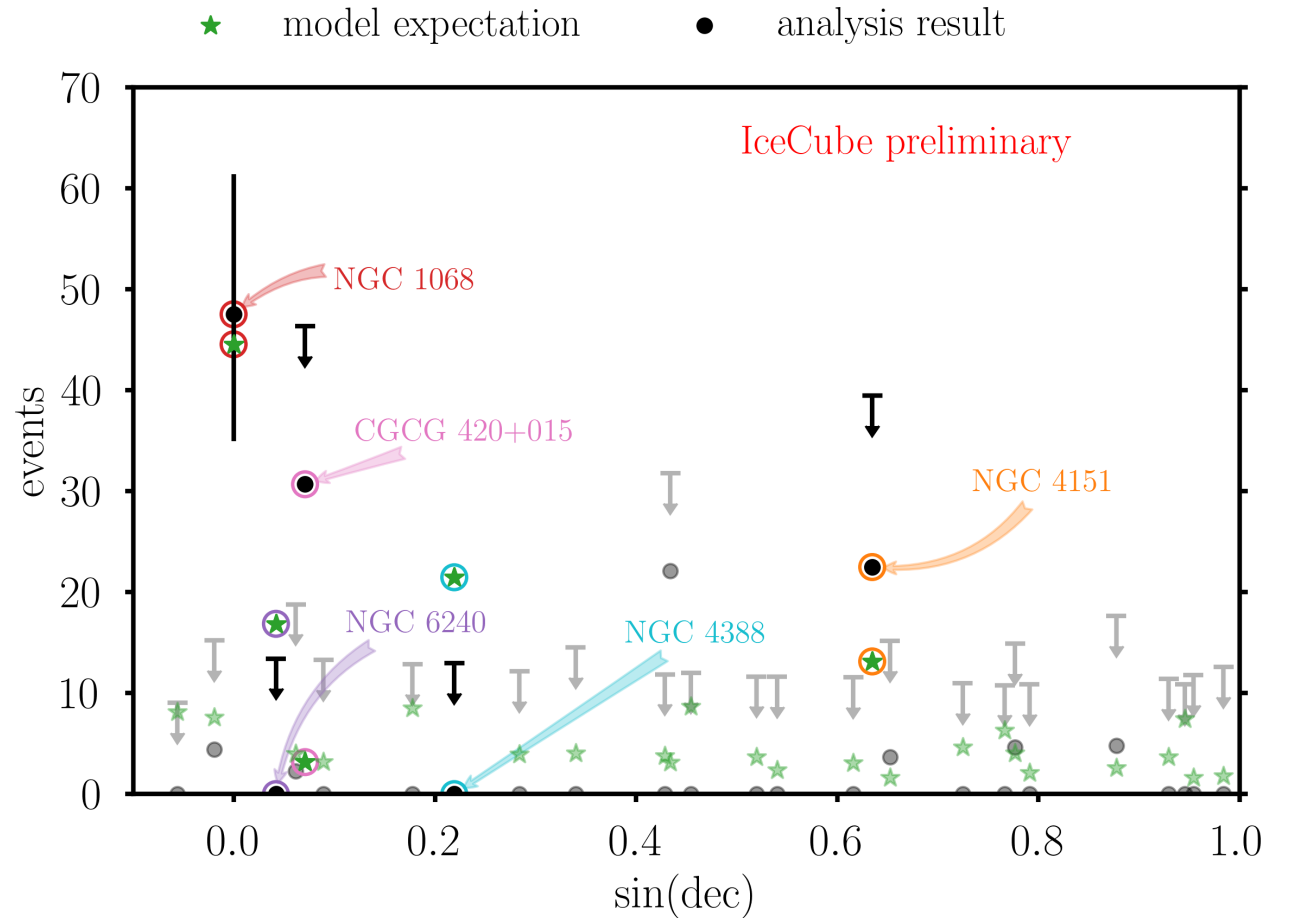 model expectation
analysis result
70
IceCube preliminary
60
NGC 1068
50
40
CGCG 420+015
NGC 4151
30
20
NGC 6240
NGC 4388
10
0
events
0.0 0.2 0.4 0.6 0.8 1.0
sin(dec)